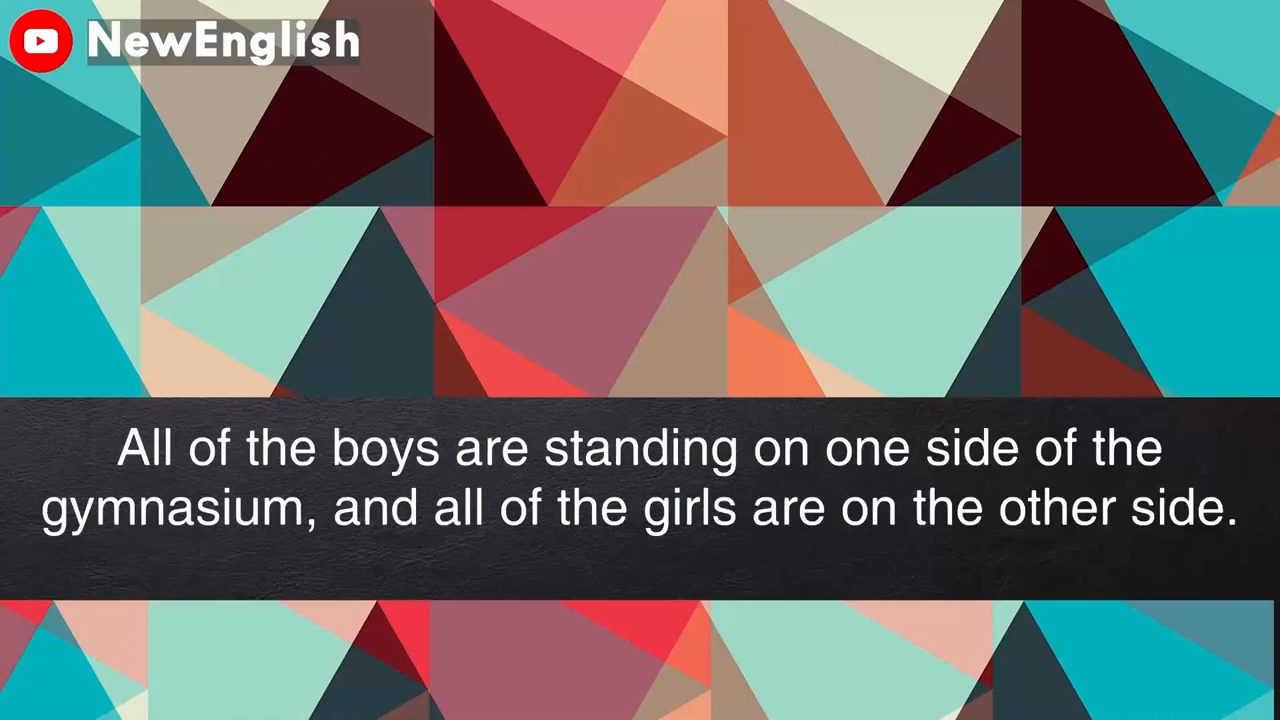 NewEnglish
All of the boys are standing on one side of the
gymnasium, and all of the girls are on the other side.